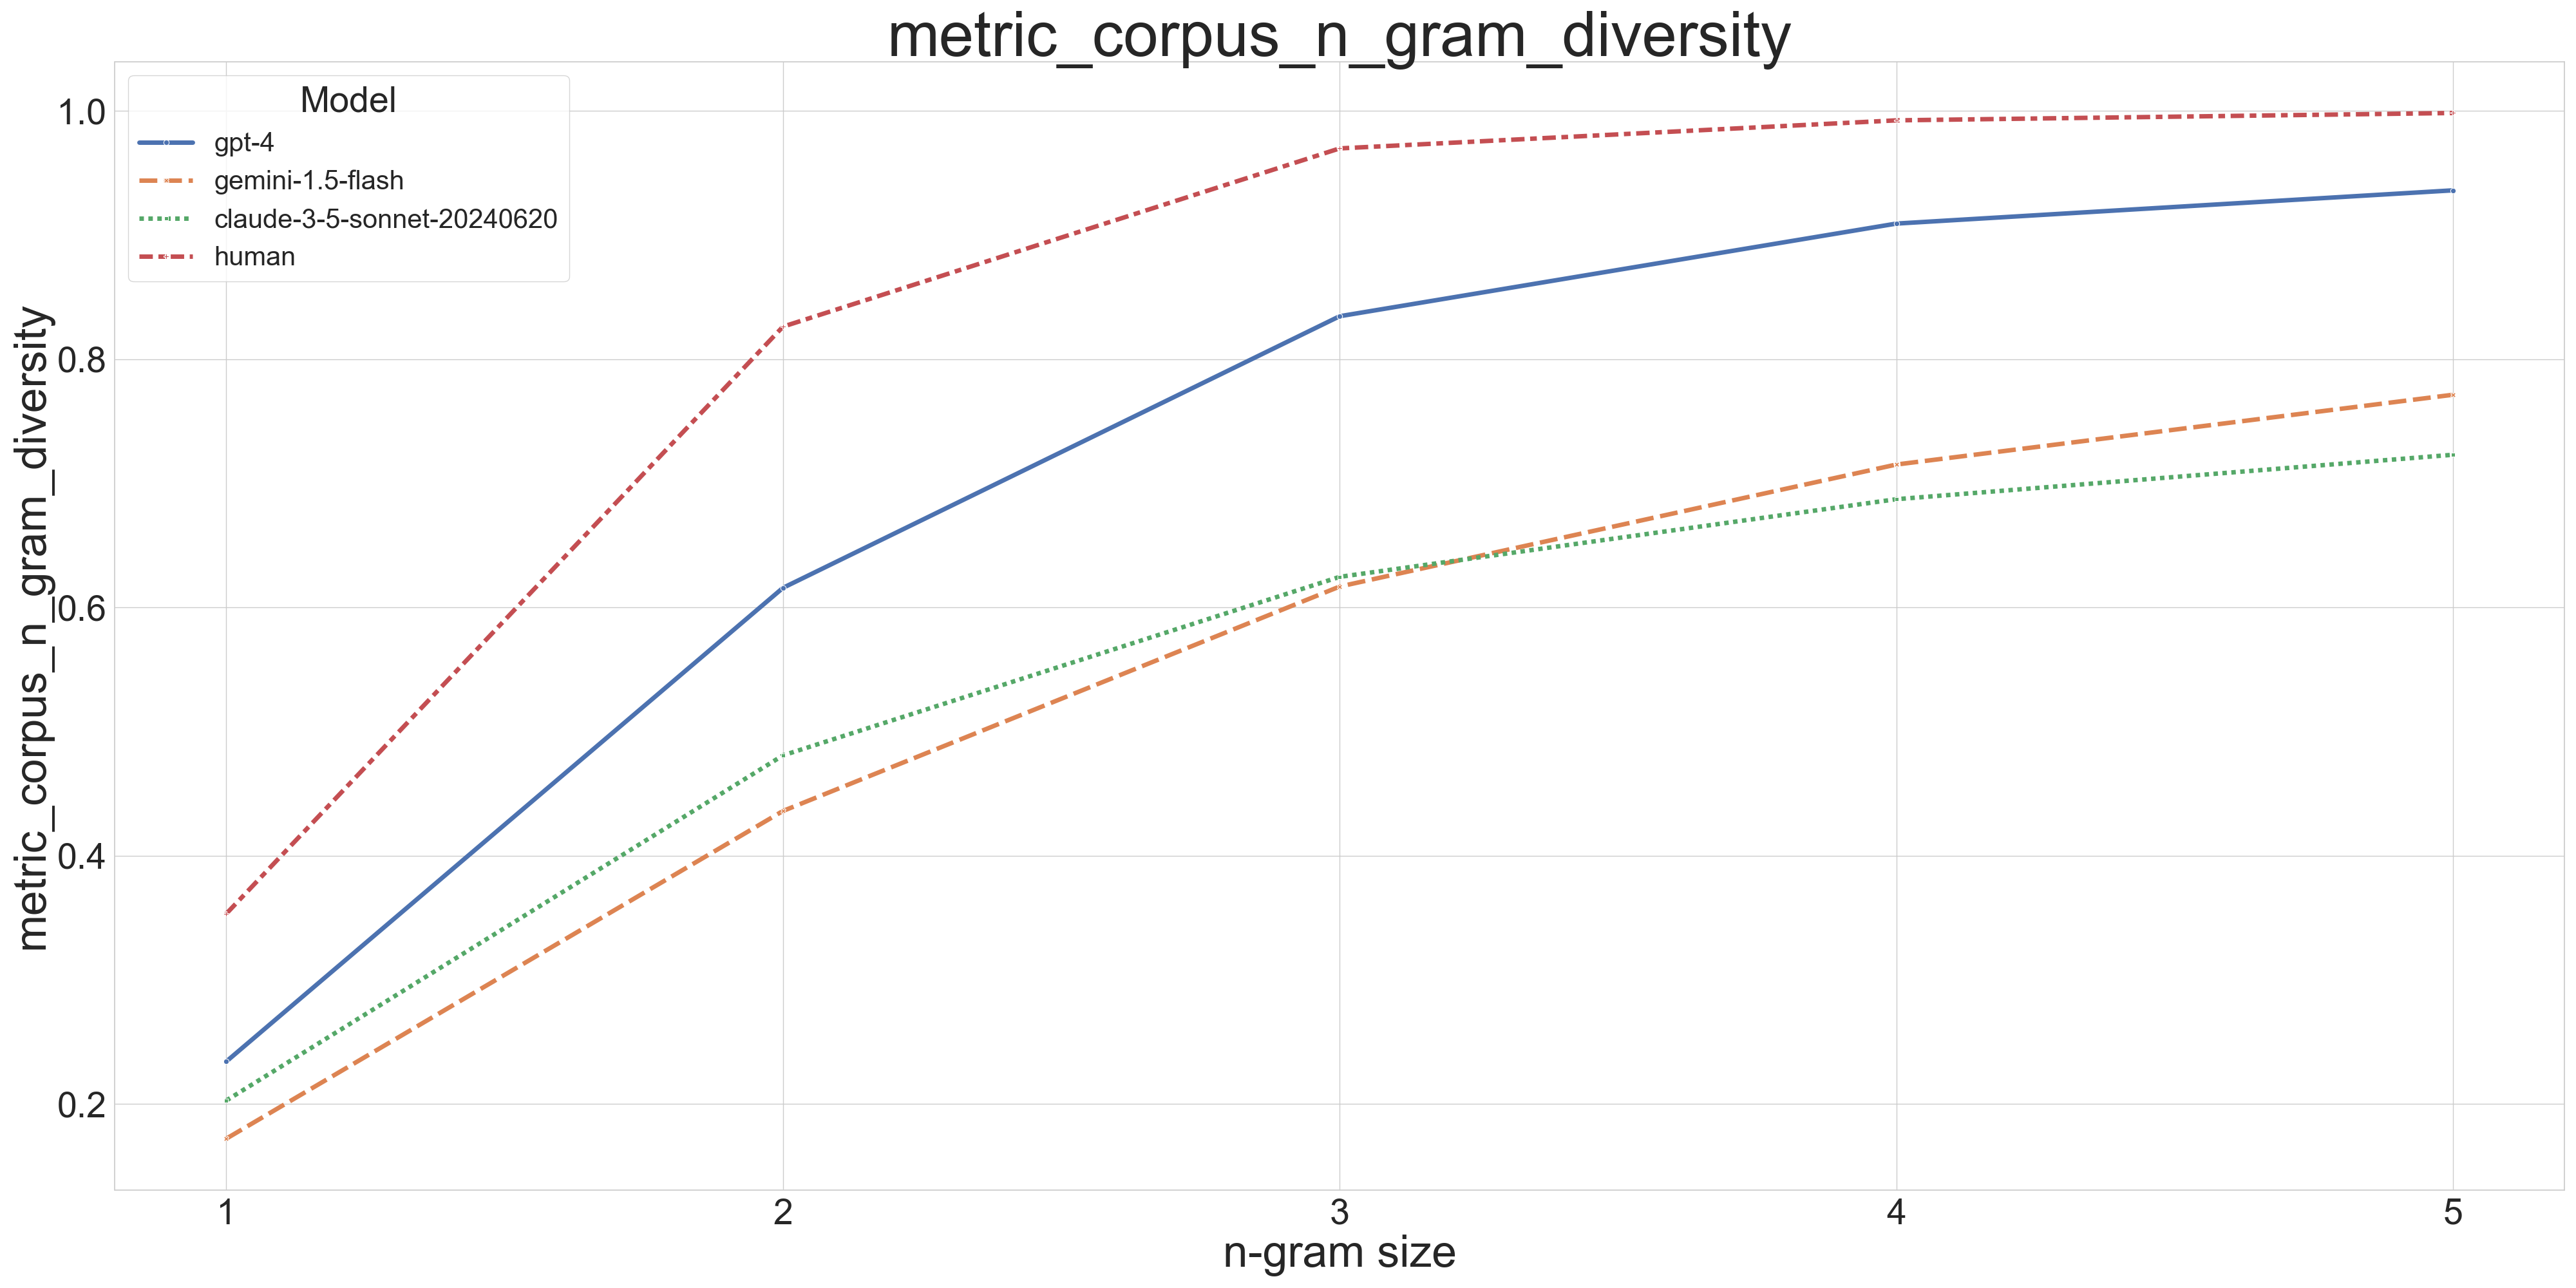 metric_corpus_n_gram_diversity
Model
gpt-4
gemini-1.5-flash
claude-3-5-sonnet-20240620
human
metric_corpus_n_gram_diversity
1.0
0.8
0.6
0.4
0.2
1 2 3 4 5
n-gram size